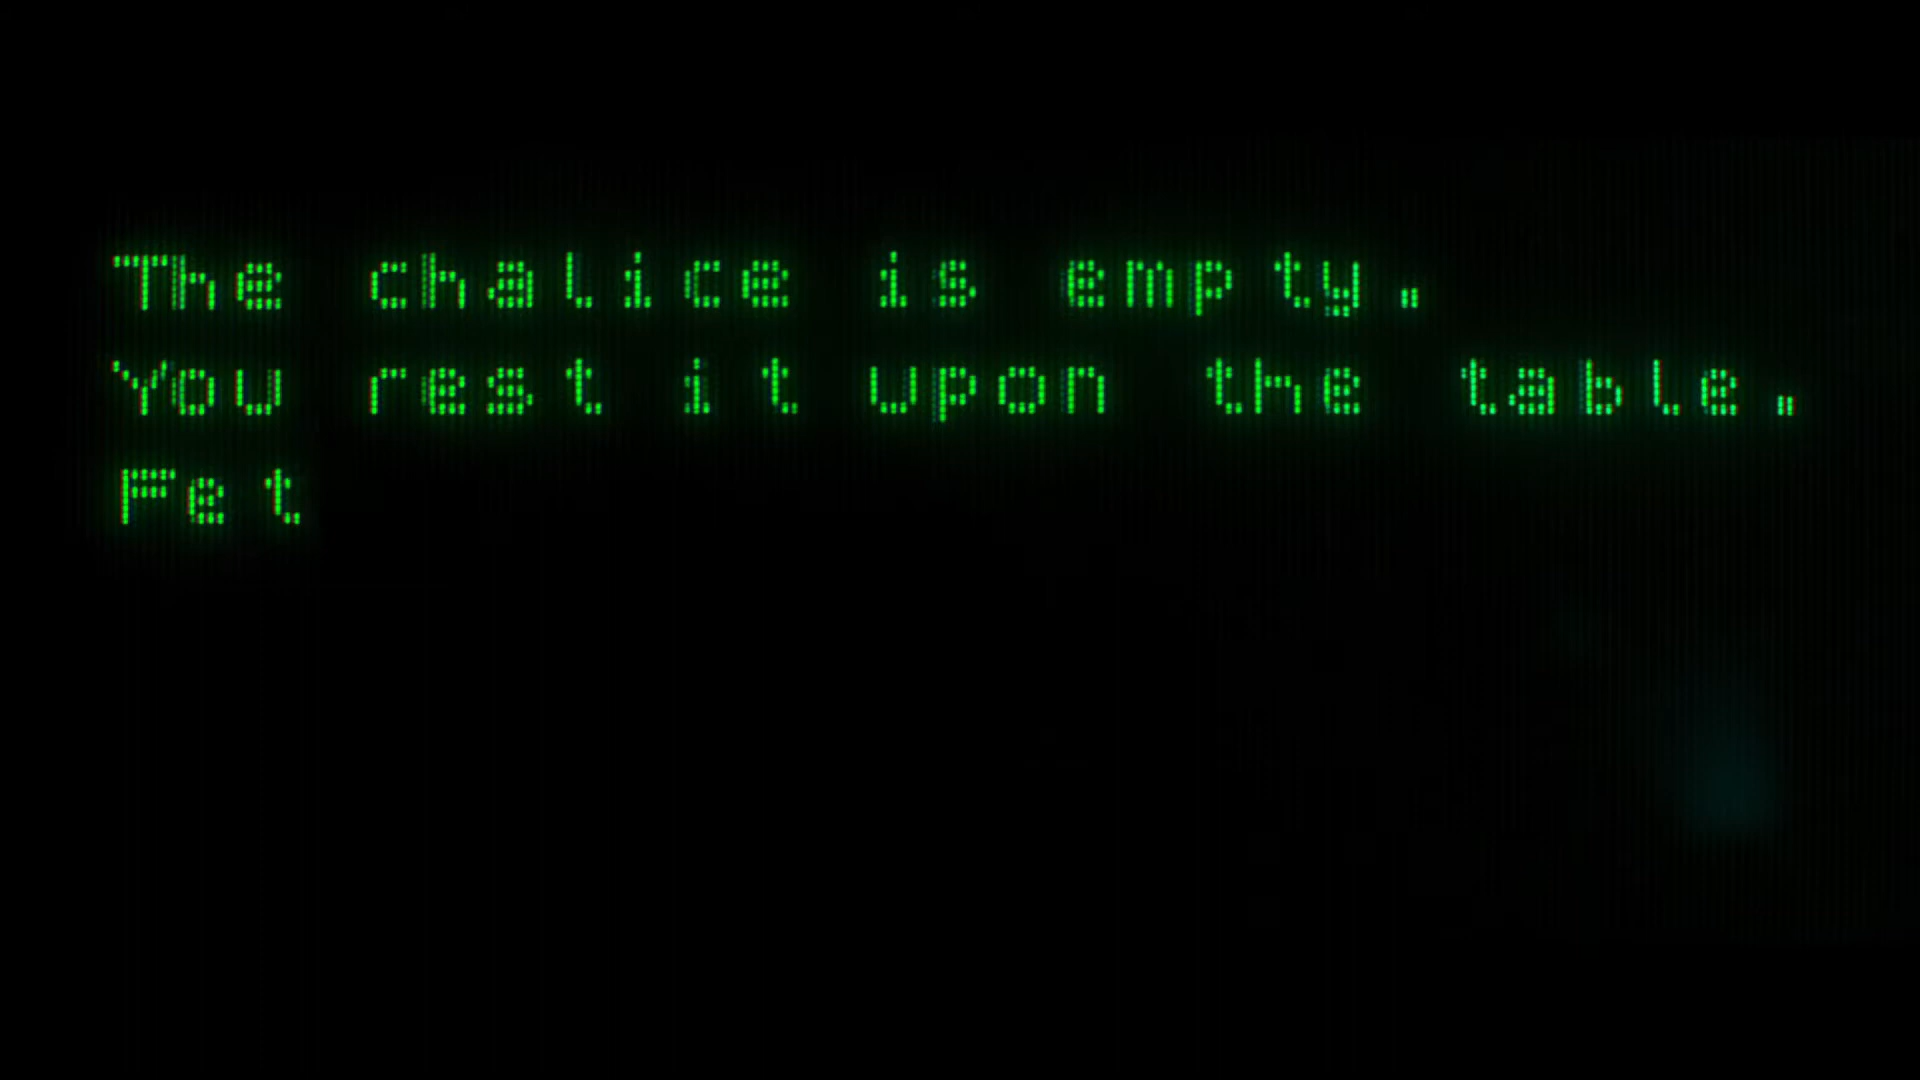 The chalice is empty.
You rest it upon the table.
Fet